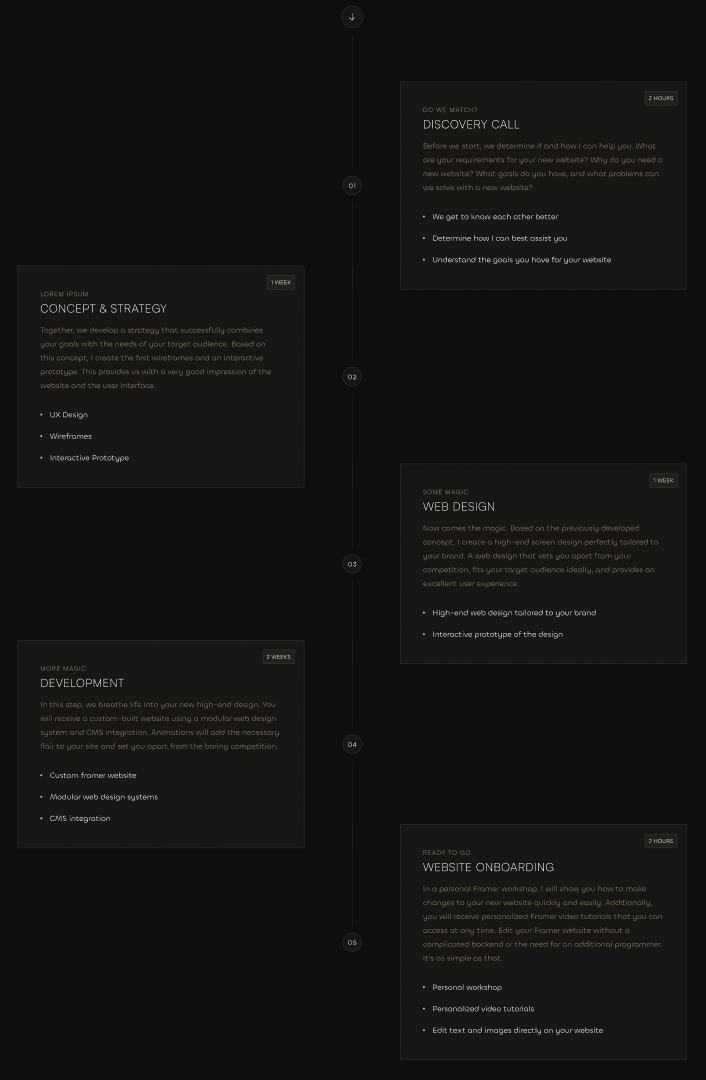 2 HOURS
DO WE MATCH?
DISCOVERY CALL
Before we start, we determine if and how I can help you. What
are your requirements for your new website? Why do you need a
new website? What goals do you have, and what problems can
we solve with a new website?
01
• We get to know each other better
• Determine how I can best assist you
• Understand the goals you have for your website
1 WEEK
LOREM IPSUM
CONCEPT & STRATEGY
Together, we develop a strategy that successfully combines
your goals with the needs of your target audience. Based on
this concept, I create the first wireframes and an interactive
prototype. This provides us with a very good impression of the
website and the user interface.
02
• UX Design
• Wireframes
• Interactive Prototype
1 WEEK
SOME MAGIC
WEB DESIGN
Now comes the magic. Based on the previously developed
concept, I create a high-end screen design perfectly tailored to
your brand. A web design that sets you apart from your
competition, fits your target audience ideally, and provides an
excellent user experience.
03
• High-end web design tailored to your brand
• Interactive prototype of the design
2 WEEKS
MORE MAGIC
DEVELOPMENT
In this step, we breathe life into your new high-end design. You
will receive a custom-built website using a modular web design
system and CMS integration. Animations will add the necessary
flair to your site and set you apart from the boring competition.
04
• Custom framer website
• Modular web design systems
• CMS integration
2 HOURS
READY TO GO
WEBSITE ONBOARDING
In a personal Framer workshop, I will show you how to make
changes to your new website quickly and easily. Additionally,
you will receive personalized Framer video tutorials that you can
access at any time. Edit your Framer website without a
complicated backend or the need for an additional programmer.
It's as simple as that.
05
• Personal workshop
• Personalized video tutorials
• Edit text and images directly on your website